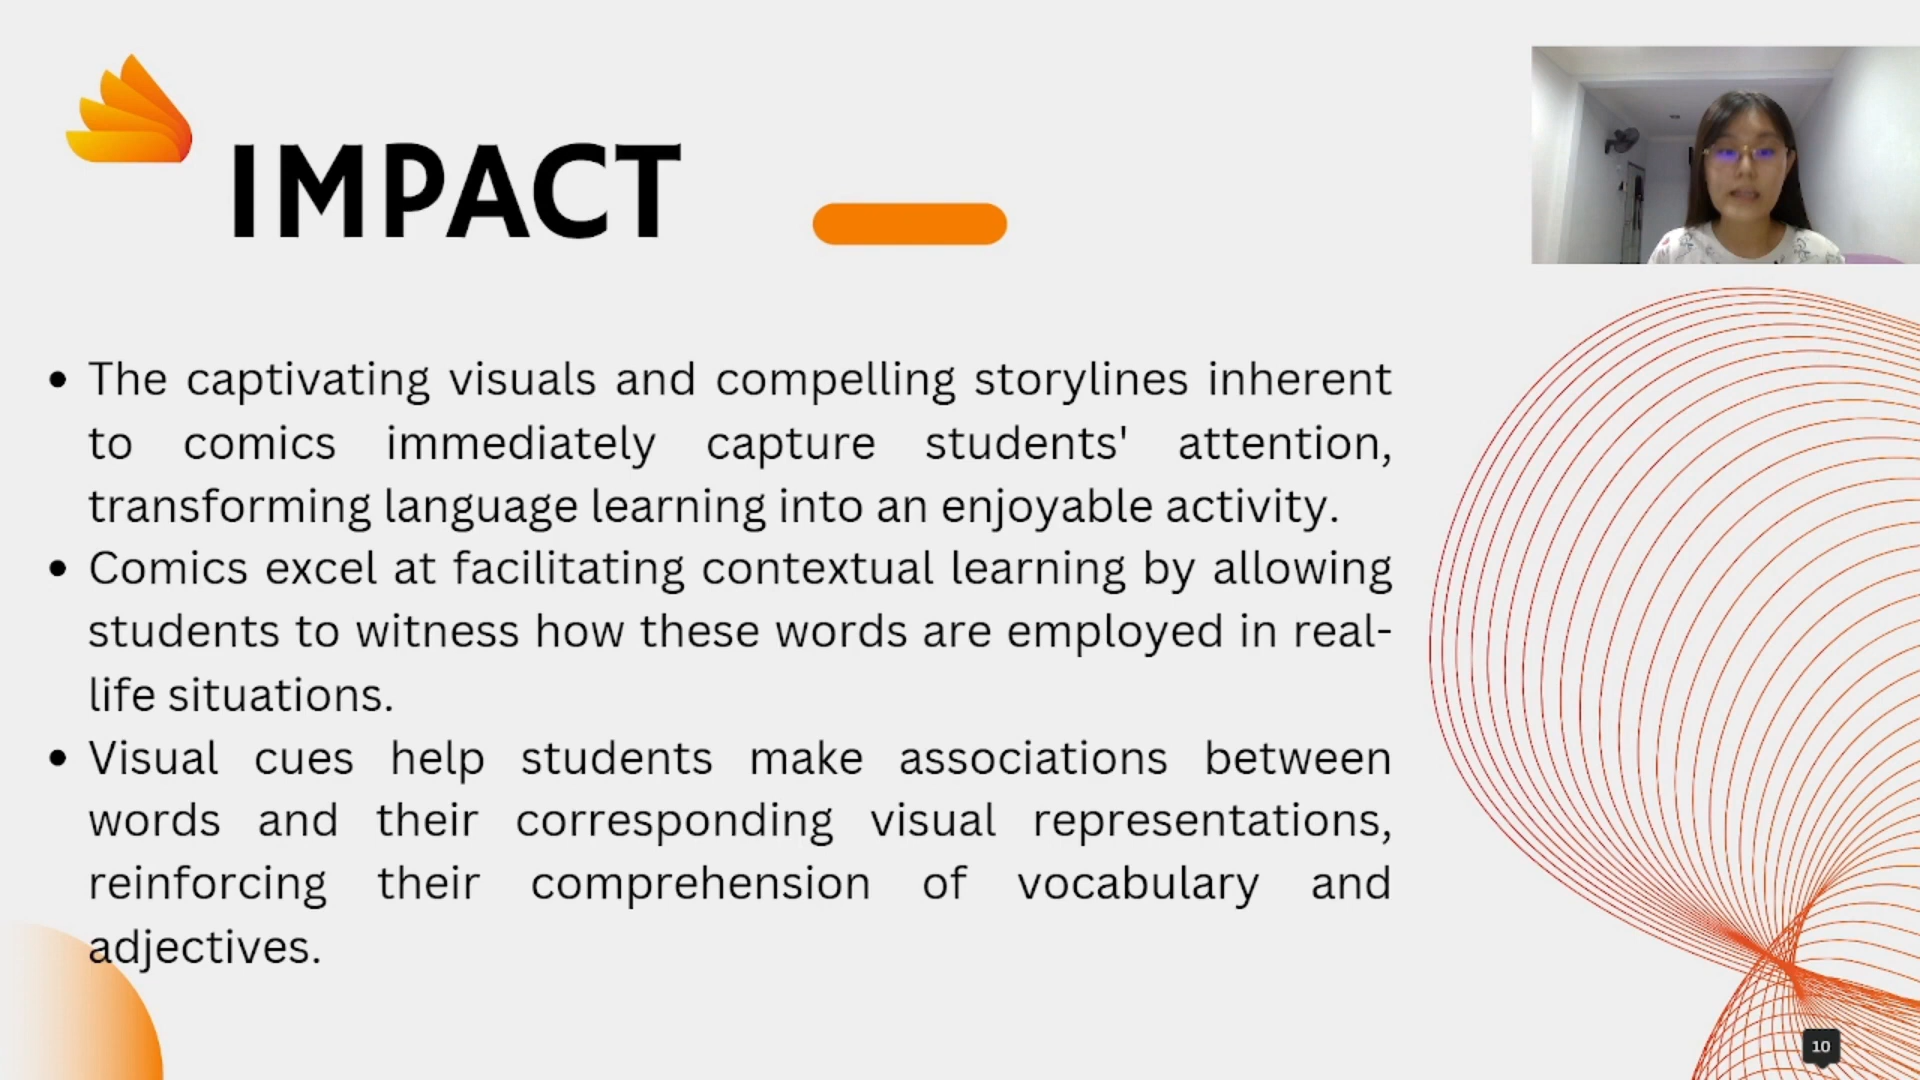 IMPACT
• The captivating visuals and compelling storylines inherent
to comics immediately capture students' attention,
transforming language learning into an enjoyable activity.
• Comics excel at facilitating contextual learning by allowing
students to witness how these words are employed in real-
life situations.
• Visual cues help students make associations between
words and their corresponding visual representations,
reinforcing their comprehension of vocabulary and
adjectives.
10